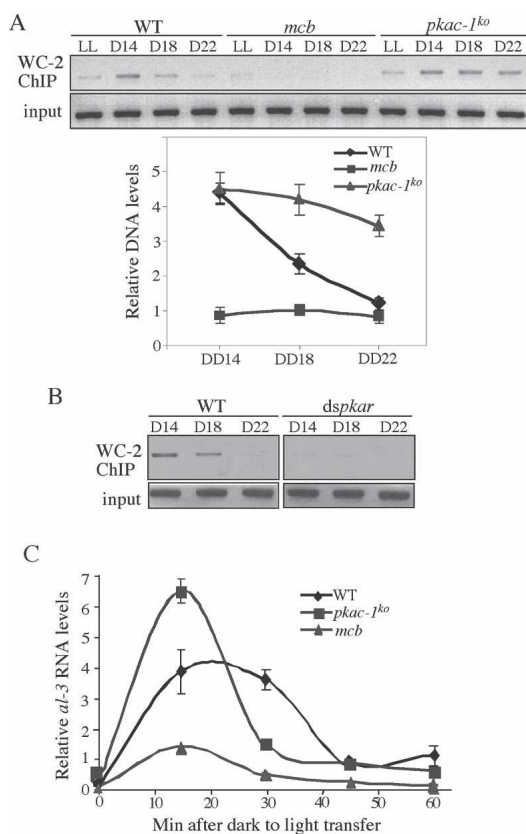 A
WT mcb pkac-1ko
LL D14 D18 D22 LL D14 D18 D22 LL D14 D18 D22
WC-2
ChIP
input
Relative DNA levels
WT
mcb
pkac-1ko
5
4
3
2
1
0
DD14 DD18 DD22
B
WT dspkar
D14 D18 D22 D14 D18 D22
WC-2
ChIP
input
C
Relative al-3 RNA levels
WT
pkac-1ko
mcb
7
6
5
4
3
2
1
0
0 10 20 30 40 50 60
Min after dark to light transfer